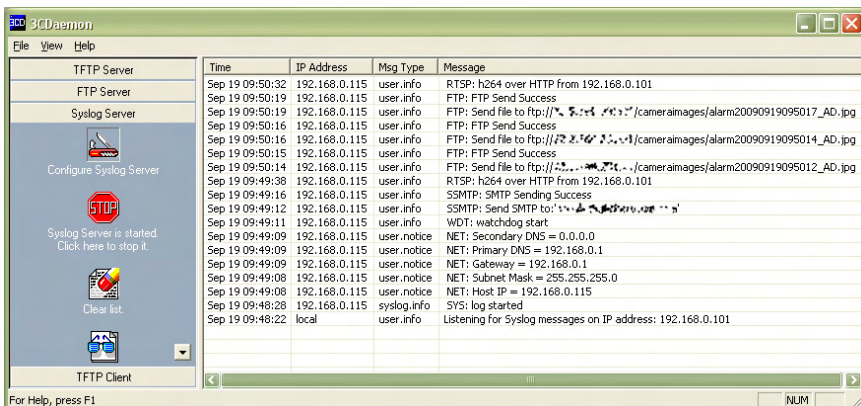 3CD 3CDaemon
File View Help
TFTP Server
FTP Server
Syslog Server
Configure Syslog Server
STOP
Syslog Server is started.
Click here to stop it.
Clear list.
TFTP Client
Time IP Address Msg Type Message
Sep 19 09:50:32 192.168.0.115 user.info RTSP: h264 over HTTP from 192.168.0.101
Sep 19 09:50:19 192.168.0.115 user.info FTP: FTP Send Success
Sep 19 09:50:19 192.168.0.115 user.info FTP: Send file to ftp:// /cameraimages/alarm20090919095017_AD.jpg
Sep 19 09:50:16 192.168.0.115 user.info FTP: FTP Send Success
Sep 19 09:50:16 192.168.0.115 user.info FTP: Send file to ftp:// /cameraimages/alarm20090919095014_AD.jpg
Sep 19 09:50:15 192.168.0.115 user.info FTP: FTP Send Success
Sep 19 09:50:14 192.168.0.115 user.info FTP: Send file to ftp:// /cameraimages/alarm20090919095012_AD.jpg
Sep 19 09:49:38 192.168.0.115 user.info RTSP: h264 over HTTP from 192.168.0.101
Sep 19 09:49:16 192.168.0.115 user.info SSMTP: SMTP Sending Success
Sep 19 09:49:12 192.168.0.115 user.info SSMTP: Send SMTP to:' '
Sep 19 09:49:11 192.168.0.115 user.info WDT: watchdog start
Sep 19 09:49:09 192.168.0.115 user.notice NET: Secondary DNS = 0.0.0.0
Sep 19 09:49:09 192.168.0.115 user.notice NET: Primary DNS = 192.168.0.1
Sep 19 09:49:09 192.168.0.115 user.notice NET: Gateway = 192.168.0.1
Sep 19 09:49:08 192.168.0.115 user.notice NET: Subnet Mask = 255.255.255.0
Sep 19 09:49:08 192.168.0.115 user.notice NET: Host IP = 192.168.0.115
Sep 19 09:48:28 192.168.0.115 syslog.info SYS: log started
Sep 19 09:48:22 local user.info Listening for Syslog messages on IP address: 192.168.0.101
For Help, press F1
NUM